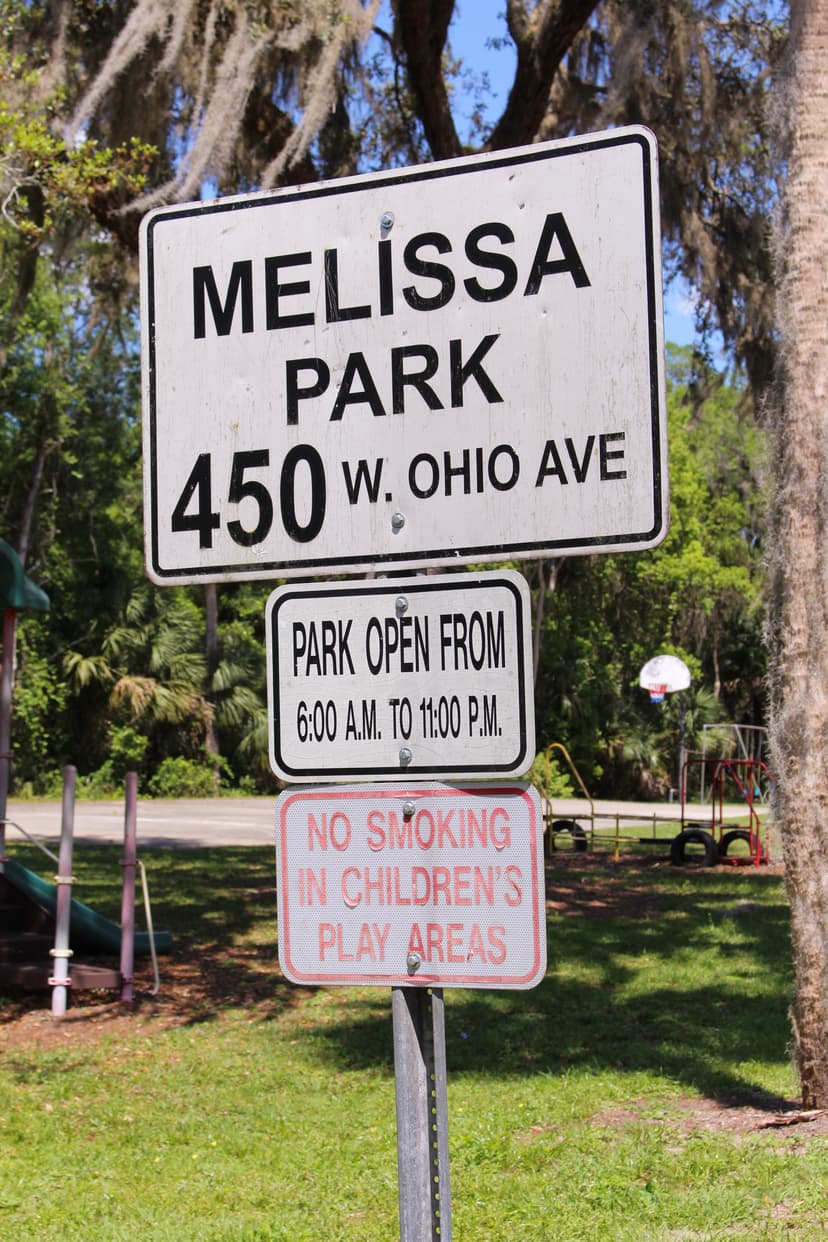 MELISSA
PARK
450 W. OHIO AVE
PARK OPEN FROM
6:00 A.M. TO 11:00 P.M.
NO SMOKING
IN CHILDREN'S
PLAY AREAS